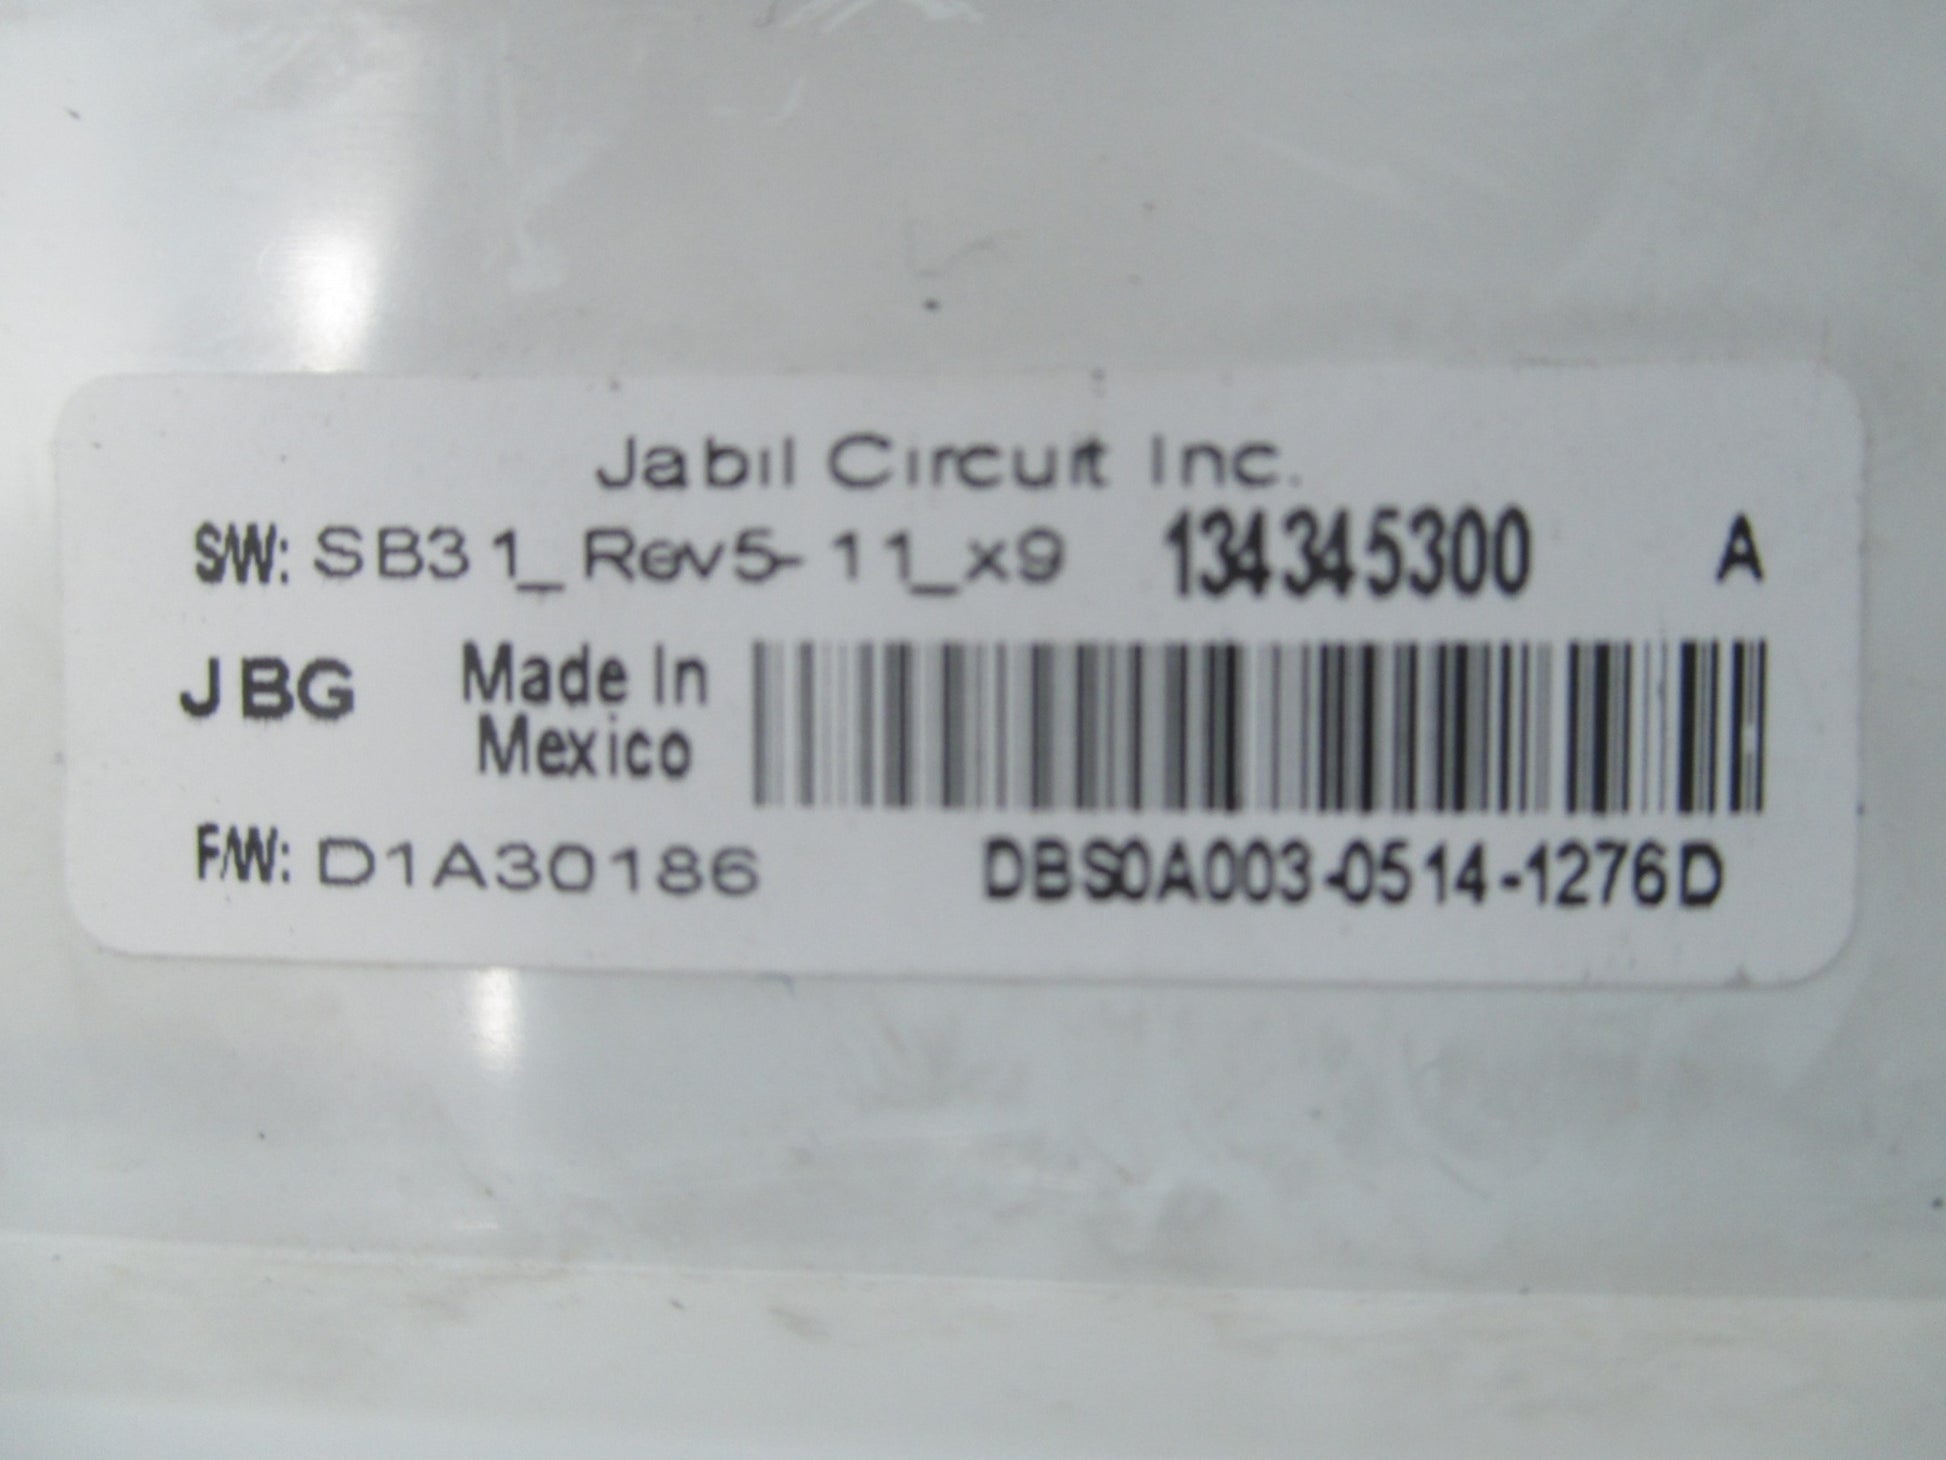 Jabil Circuit Inc.
S/W: SB31_Rev5-11_x9 134345300 A
JBG Made In
Mexico
F/W: D1A30186 DBS0A003-0514-1276D